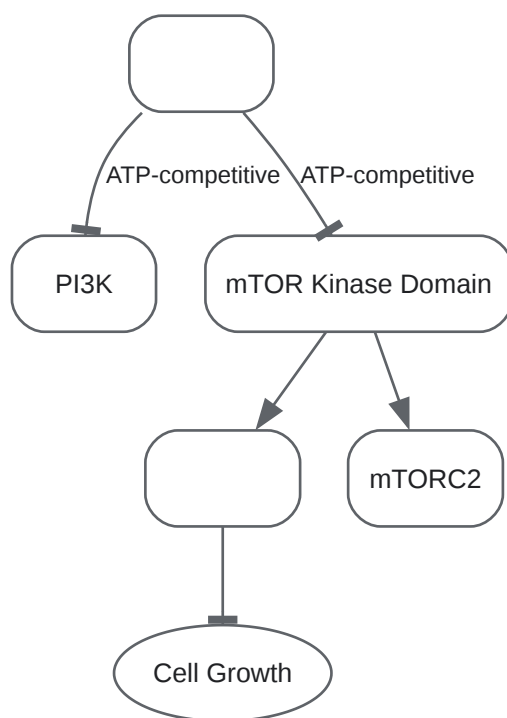 ATP-competitive
ATP-competitive
PI3K
mTOR Kinase Domain
mTORC2
Cell Growth